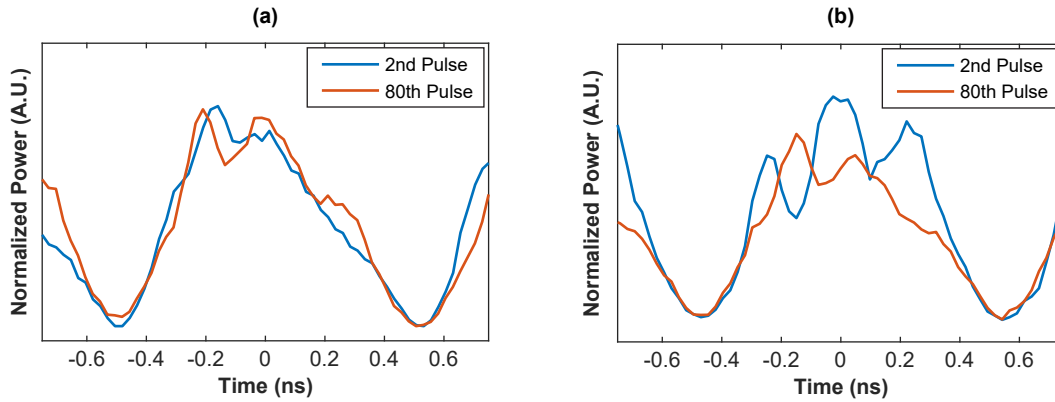 (a)
Normalized Power (A.U.)
2nd Pulse
80th Pulse
-0.6 -0.4 -0.2 0 0.2 0.4 0.6
Time (ns)
(b)
Normalized Power (A.U.)
2nd Pulse
80th Pulse
-0.6 -0.4 -0.2 0 0.2 0.4 0.6
Time (ns)